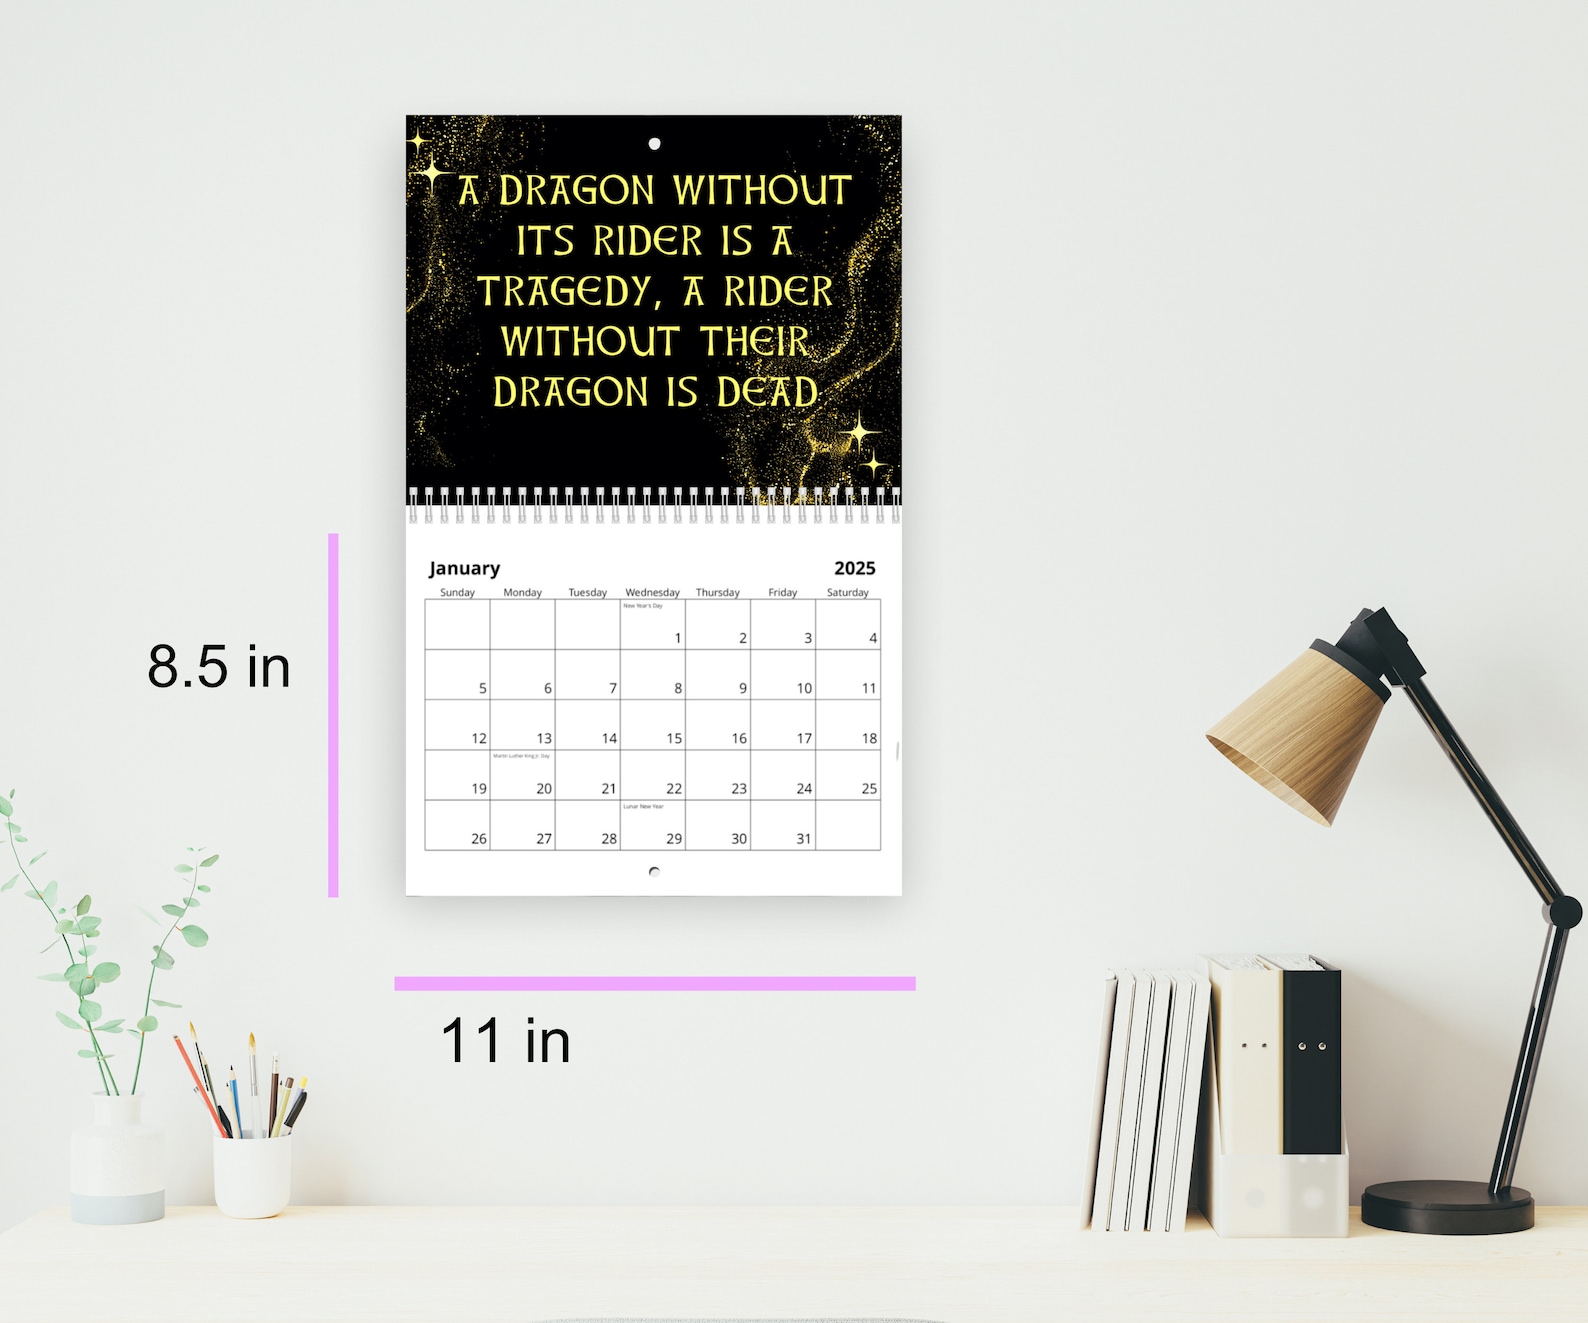 A DRAGON WITHOUT
ITS RIDER IS A
TRAGEDY, A RIDER
WITHOUT THEIR
DRAGON IS DEAD
January 2025
Sunday Monday Tuesday Wednesday Thursday Friday Saturday
New Year's Day
1 2 3 4
5 6 7 8 9 10 11
12 13 14 15 16 17 18
Martin Luther King Jr. Day
19 20 21 22 23 24 25
Lunar New Year
26 27 28 29 30 31
8.5 in
11 in